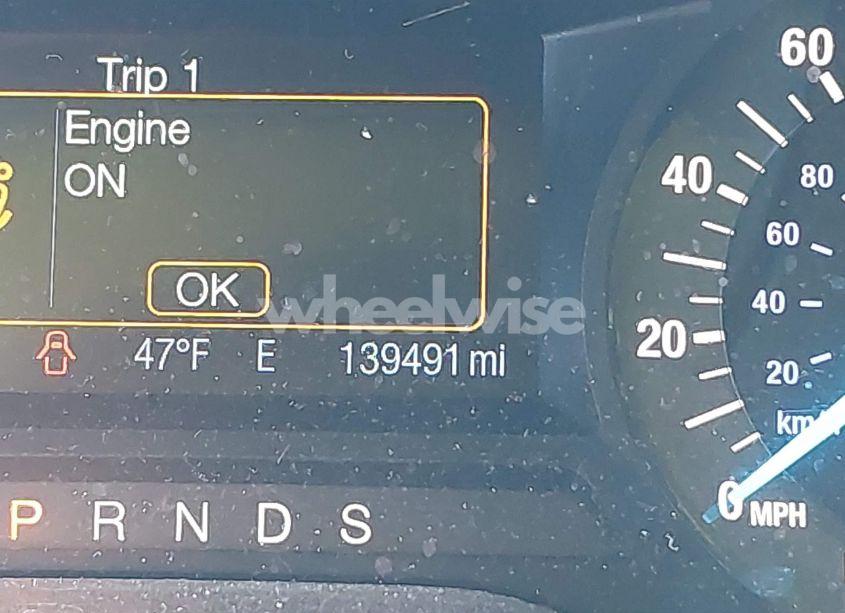 Trip 1
Engine
ON
OK
wheelwise
47°F E 139491 mi
P R N D S
60
40
20
0 MPH
80
60
40
20
km/